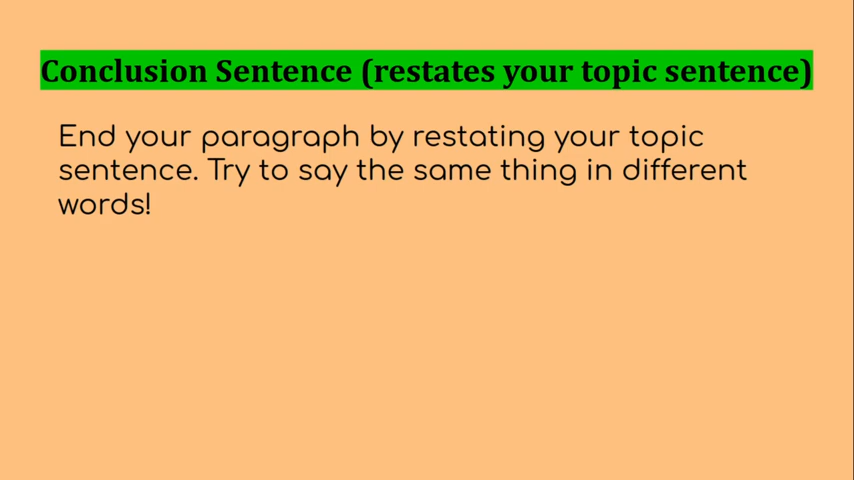 Conclusion Sentence (restates your topic sentence)
End your paragraph by restating your topic
sentence. Try to say the same thing in different
words!